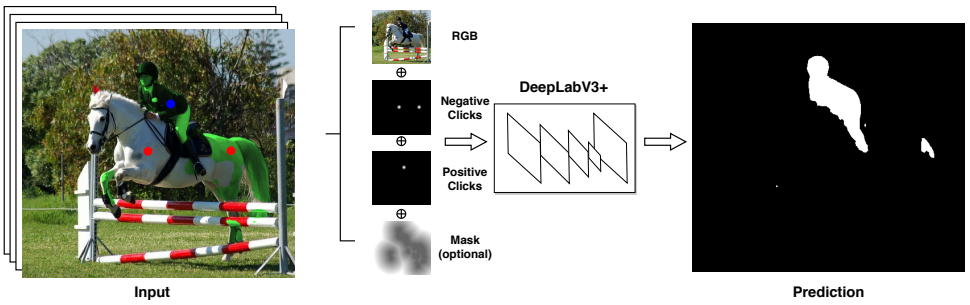 RGB
Negative
Clicks
Positive
Clicks
Mask
(optional)
DeepLabV3+
Input
Prediction